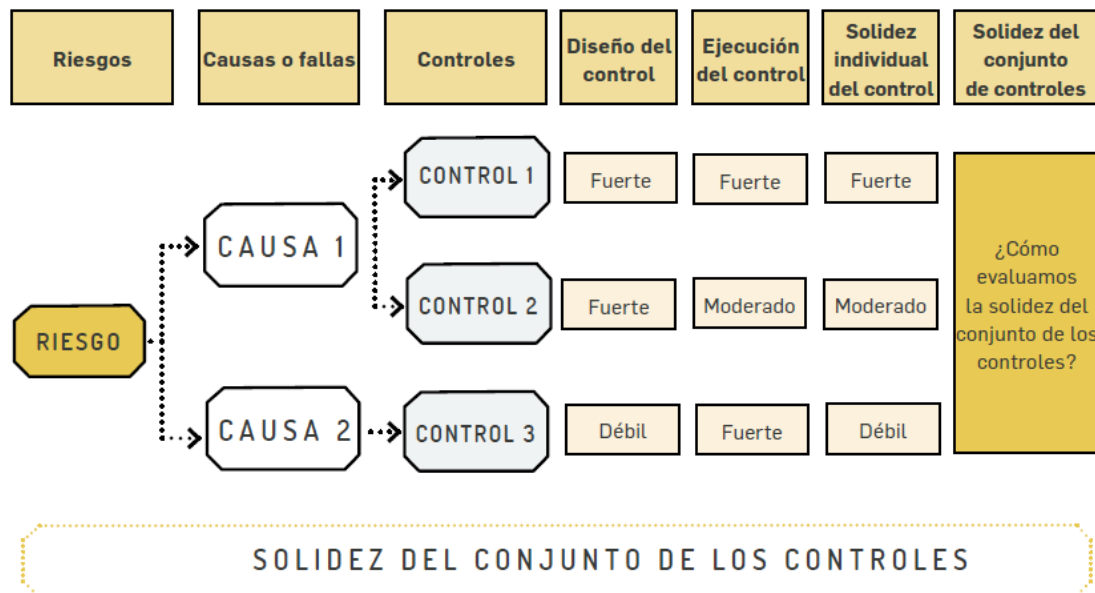 Riesgos
Causas o fallas
Controles
Diseño del
control
Ejecución
del control
Solidez
individual
del control
Solidez del
conjunto
de controles
RIESGO
CAUSA 1
CONTROL 1
Fuerte
Fuerte
Fuerte
CONTROL 2
Fuerte
Moderado
Moderado
CAUSA 2
CONTROL 3
Débil
Fuerte
Débil
¿Cómo
evaluamos
la solidez del
conjunto de los
controles?
SOLIDEZ DEL CONJUNTO DE LOS CONTROLES